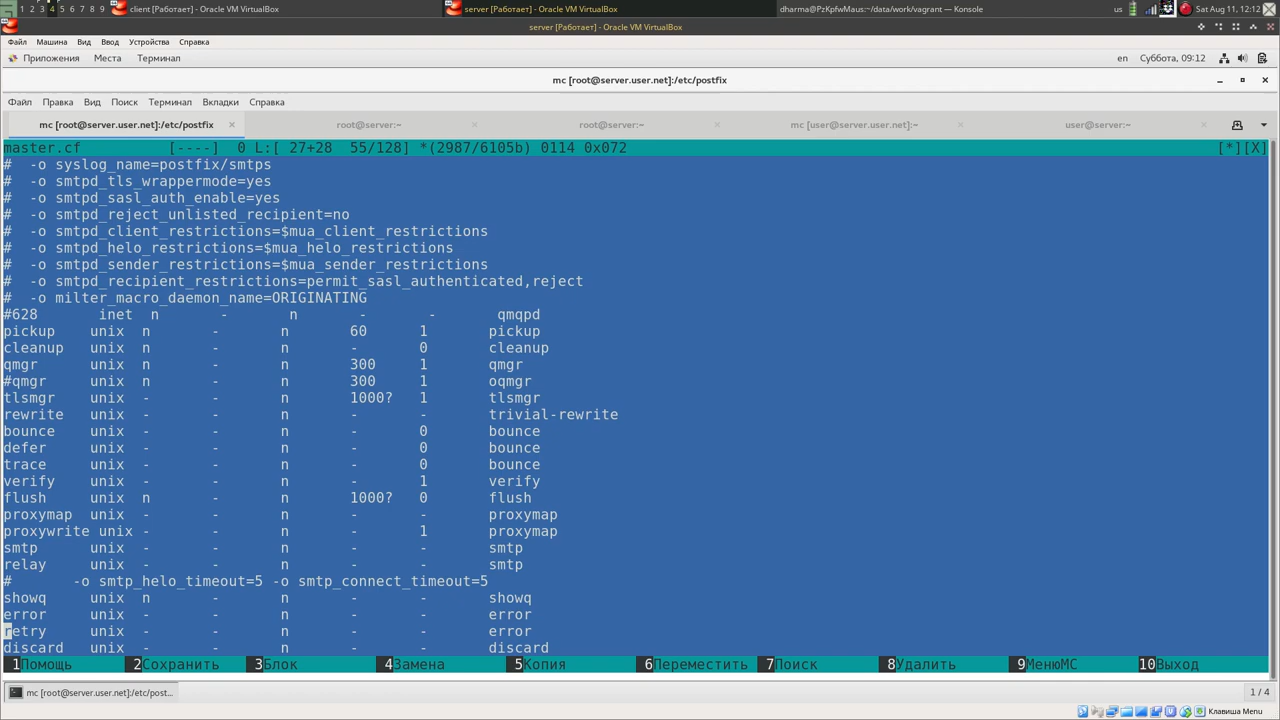 1 2 3 4 5 6 7 8 9 client [Работает] - Oracle VM VirtualBox server [Работает] - Oracle VM VirtualBox dharma@PzKpfwMaus:~/data/work/vagrant — Konsole us Sat Aug 11, 12:12
server [Работает] - Oracle VM VirtualBox
Файл Машина Вид Ввод Устройства Справка
Приложения Места Терминал en Суббота, 09:12
mc [root@server.user.net]:/etc/postfix
Файл Правка Вид Поиск Терминал Вкладки Справка
mc [root@server.user.net]:/etc/postfix × root@server:~ × root@server:~ × mc [user@server.user.net]:~ × user@server:~ ×
master.cf [----] 0 L:[ 27+28 55/128] *(2987/6105b) 0114 0x072 [*][X]
#  -o syslog_name=postfix/smtps
#  -o smtpd_tls_wrappermode=yes
#  -o smtpd_sasl_auth_enable=yes
#  -o smtpd_reject_unlisted_recipient=no
#  -o smtpd_client_restrictions=$mua_client_restrictions
#  -o smtpd_helo_restrictions=$mua_helo_restrictions
#  -o smtpd_sender_restrictions=$mua_sender_restrictions
#  -o smtpd_recipient_restrictions=permit_sasl_authenticated,reject
#  -o milter_macro_daemon_name=ORIGINATING
#628 inet n - n - - qmqpd
pickup unix n - n 60 1 pickup
cleanup unix n - n - 0 cleanup
qmgr unix n - n 300 1 qmgr
#qmgr unix n - n 300 1 oqmgr
tlsmgr unix - - n 1000? 1 tlsmgr
rewrite unix - - n - - trivial-rewrite
bounce unix - - n - 0 bounce
defer unix - - n - 0 bounce
trace unix - - n - 0 bounce
verify unix - - n - 1 verify
flush unix n - n 1000? 0 flush
proxymap unix - - n - - proxymap
proxywrite unix - - n - 1 proxymap
smtp unix - - n - - smtp
relay unix - - n - - smtp
# -o smtp_helo_timeout=5 -o smtp_connect_timeout=5
showq unix n - n - - showq
error unix - - n - - error
retry unix - - n - - error
discard unix - - n - - discard
1Помощь 2Сохранить 3Блок 4Замена 5Копия 6Переместить 7Поиск 8Удалить 9МенюМС 10Выход
mc [root@server.user.net]:/etc/post... 1 / 4
Клавиша Menu